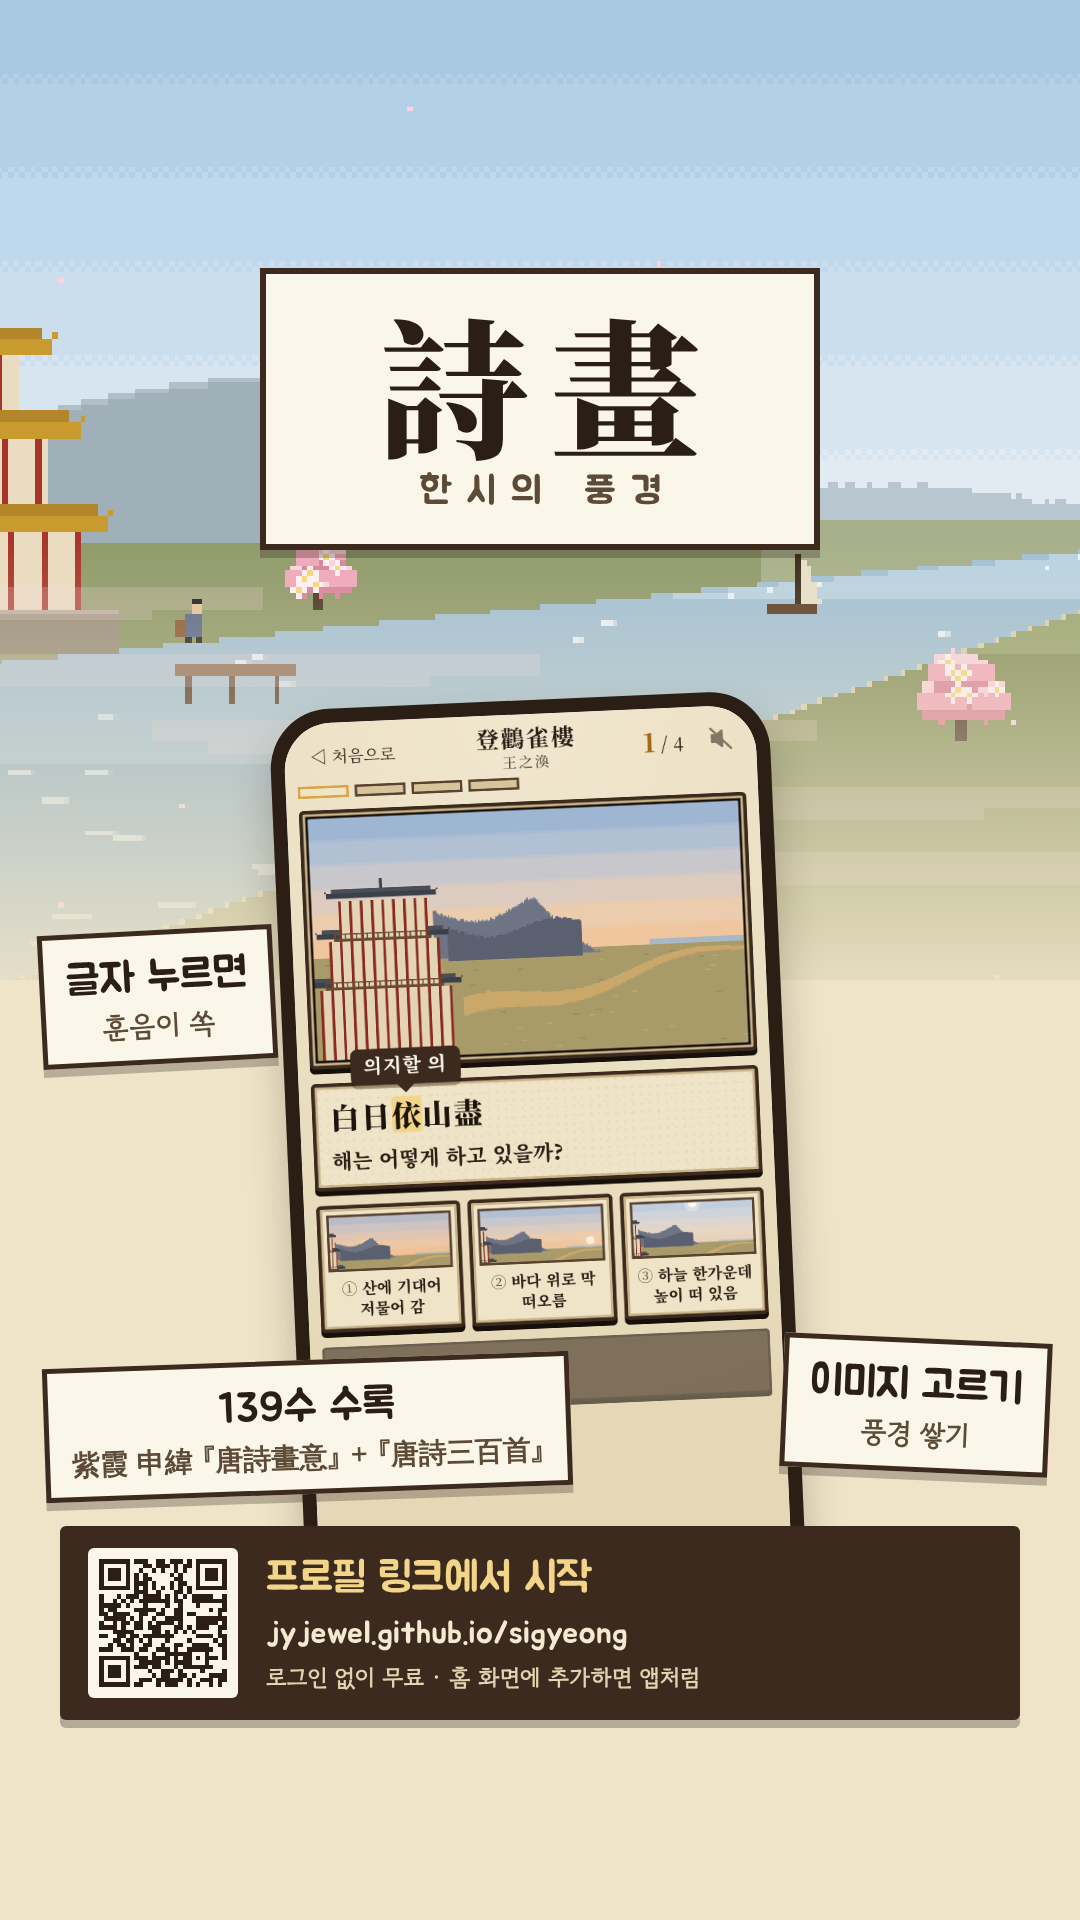 詩畫
한시의 풍경
◁ 처음으로
登鸛雀樓
王之渙
1 / 4
글자 누르면
훈음이 쏙
의지할 의
白日依山盡
해는 어떻게 하고 있을까?
① 산에 기대어
저물어 감
② 바다 위로 막
떠오름
③ 하늘 한가운데
높이 떠 있음
139수 수록
紫霞 申緯『唐詩畫意』+『唐詩三百首』
이미지 고르기
풍경 쌓기
프로필 링크에서 시작
jyjewel.github.io/sigyeong
로그인 없이 무료 · 홈 화면에 추가하면 앱처럼